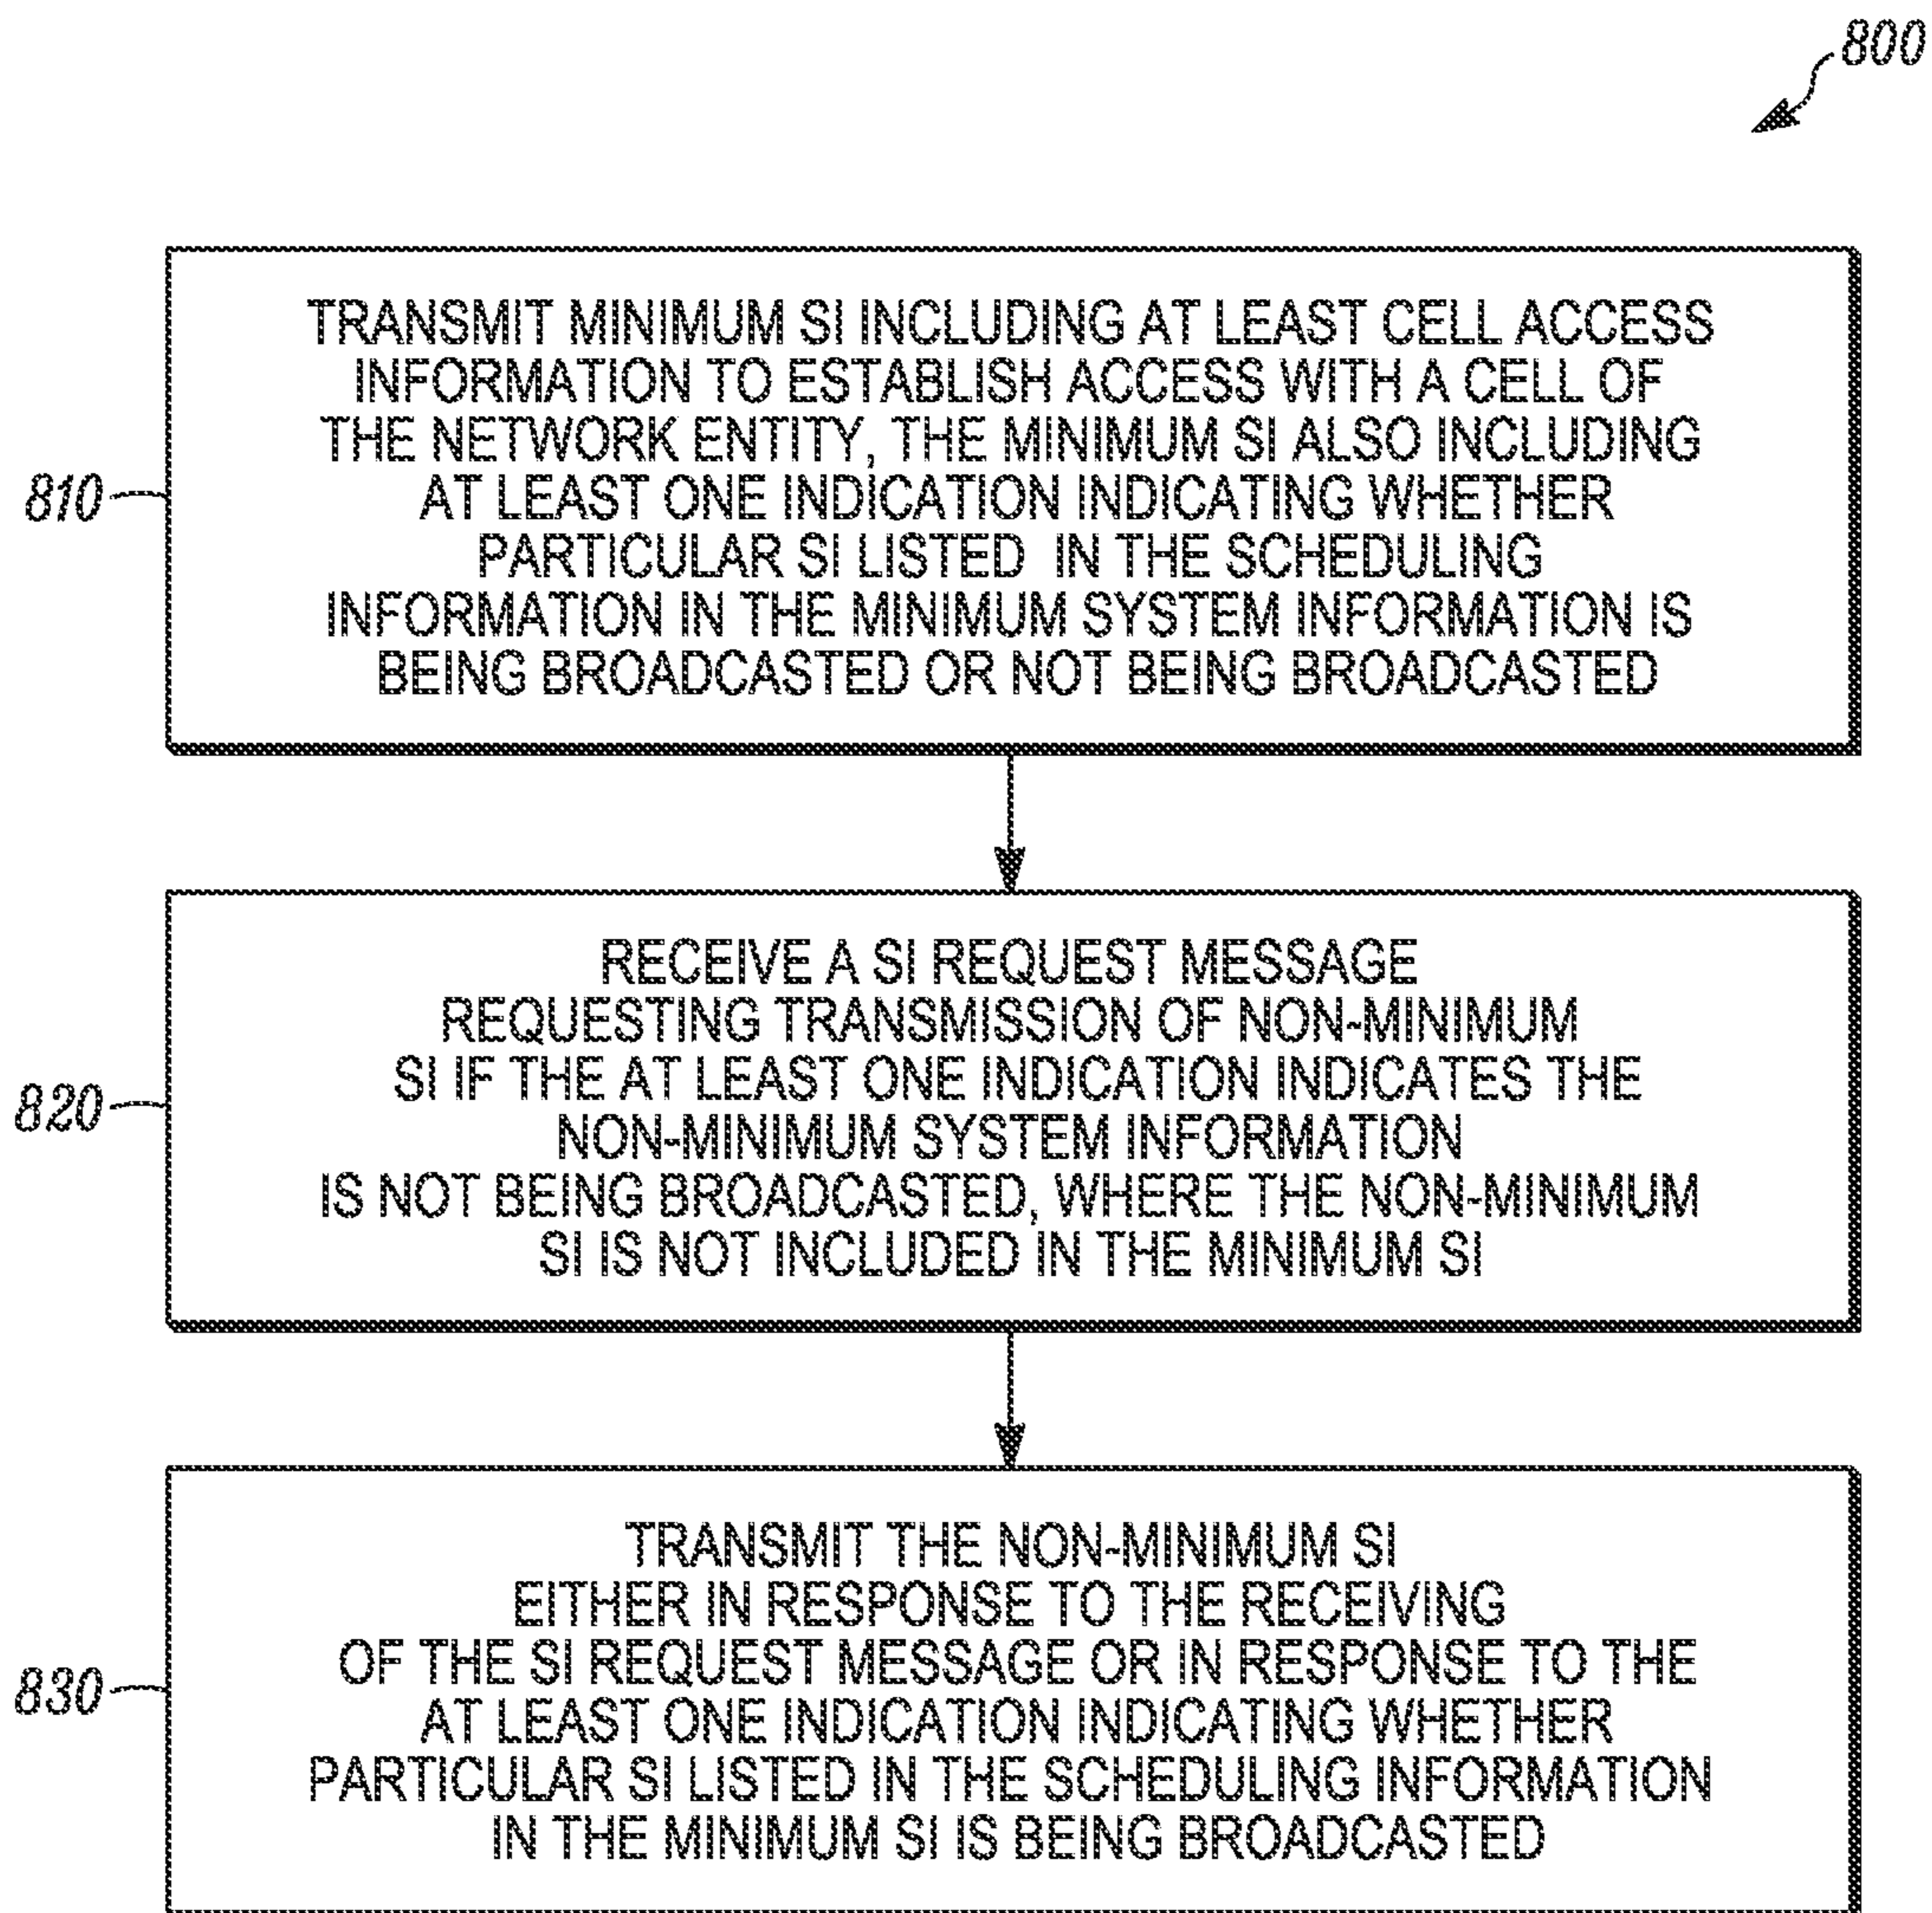 800
TRANSMIT MINIMUM SI INCLUDING AT LEAST CELL ACCESS
INFORMATION TO ESTABLISH ACCESS WITH A CELL OF
THE NETWORK ENTITY, THE MINIMUM SI ALSO INCLUDING
AT LEAST ONE INDICATION INDICATING WHETHER
PARTICULAR SI LISTED IN THE SCHEDULING
INFORMATION IN THE MINIMUM SYSTEM INFORMATION IS
BEING BROADCASTED OR NOT BEING BROADCASTED
810
RECEIVE A SI REQUEST MESSAGE
REQUESTING TRANSMISSION OF NON-MINIMUM
SI IF THE AT LEAST ONE INDICATION INDICATES THE
NON-MINIMUM SYSTEM INFORMATION
IS NOT BEING BROADCASTED, WHERE THE NON-MINIMUM
SI IS NOT INCLUDED IN THE MINIMUM SI
820
TRANSMIT THE NON-MINIMUM SI
EITHER IN RESPONSE TO THE RECEIVING
OF THE SI REQUEST MESSAGE OR IN RESPONSE TO THE
AT LEAST ONE INDICATION INDICATING WHETHER
PARTICULAR SI LISTED IN THE SCHEDULING INFORMATION
IN THE MINIMUM SI IS BEING BROADCASTED
830